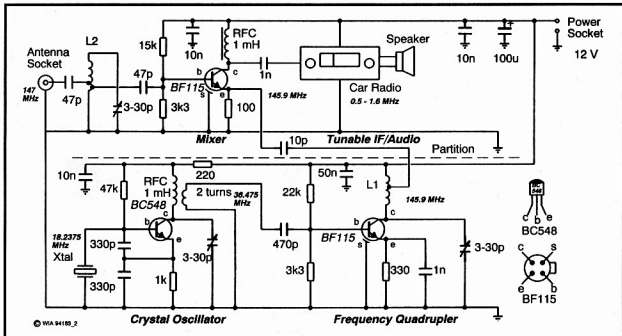 RFC
1 mH
10n
L2
15k
Speaker
Power
Socket
10n
100u
12 V
Antenna
Socket
147
MHz
47p
47p
3-30p
3k3
b
c
e
s
BF115
1n
145.9 MHz
100
Car Radio
0.5 - 1.6 MHz
Mixer
Tunable IF/Audio
10p
Partition
10n
47k
RFC
1 mH
BC548
220
2 turns
36.475
MHz
50n
22k
L1
145.9 MHz
BC
548
c
b
e
BC548
18.2375
MHz
Xtal
330p
330p
b
c
e
3-30p
1k
470p
3k3
b
c
e
s
BF115
330
1n
3-30p
c
s
e
b
BF115
© WIA 94163_2
Crystal Oscillator
Frequency Quadrupler